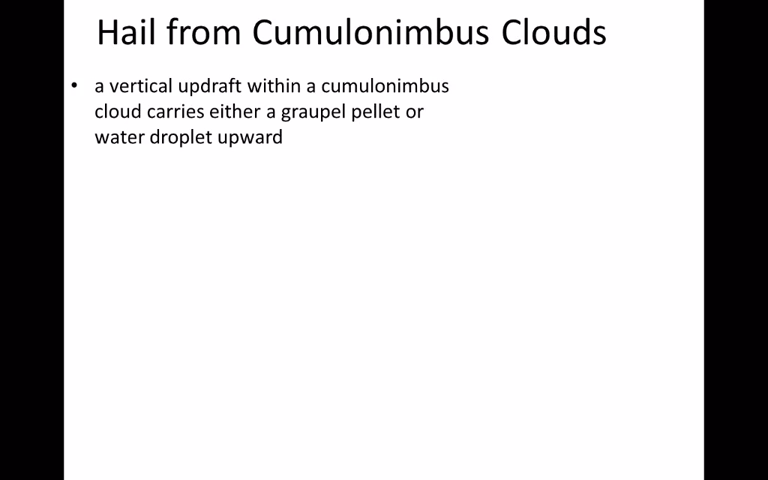 Hail from Cumulonimbus Clouds
• a vertical updraft within a cumulonimbus
cloud carries either a graupel pellet or
water droplet upward